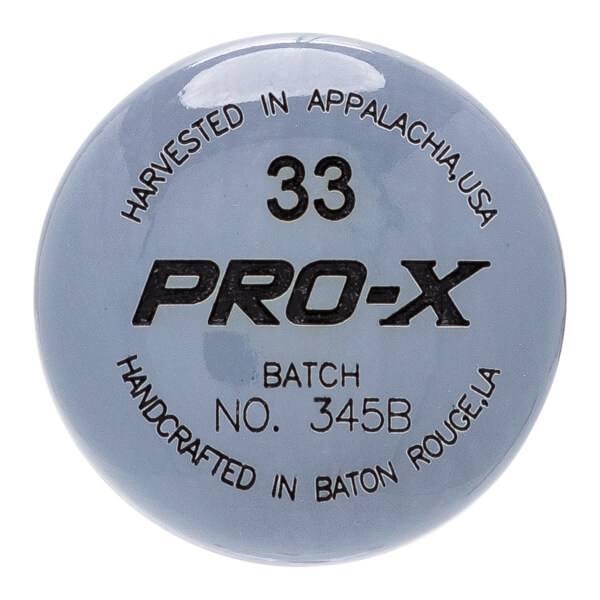 HARVESTED IN APPALACHIA, USA
33
PRO-X
BATCH
NO. 345B
HANDCRAFTED IN BATON ROUGE, LA